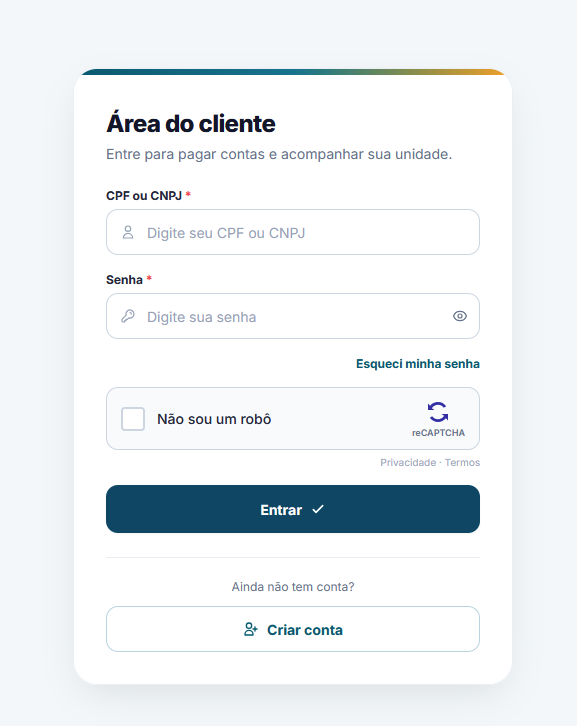 Área do cliente
Entre para pagar contas e acompanhar sua unidade.
CPF ou CNPJ *
Digite seu CPF ou CNPJ
Senha *
Digite sua senha
Esqueci minha senha
Não sou um robô
reCAPTCHA
Privacidade · Termos
Entrar
Ainda não tem conta?
Criar conta